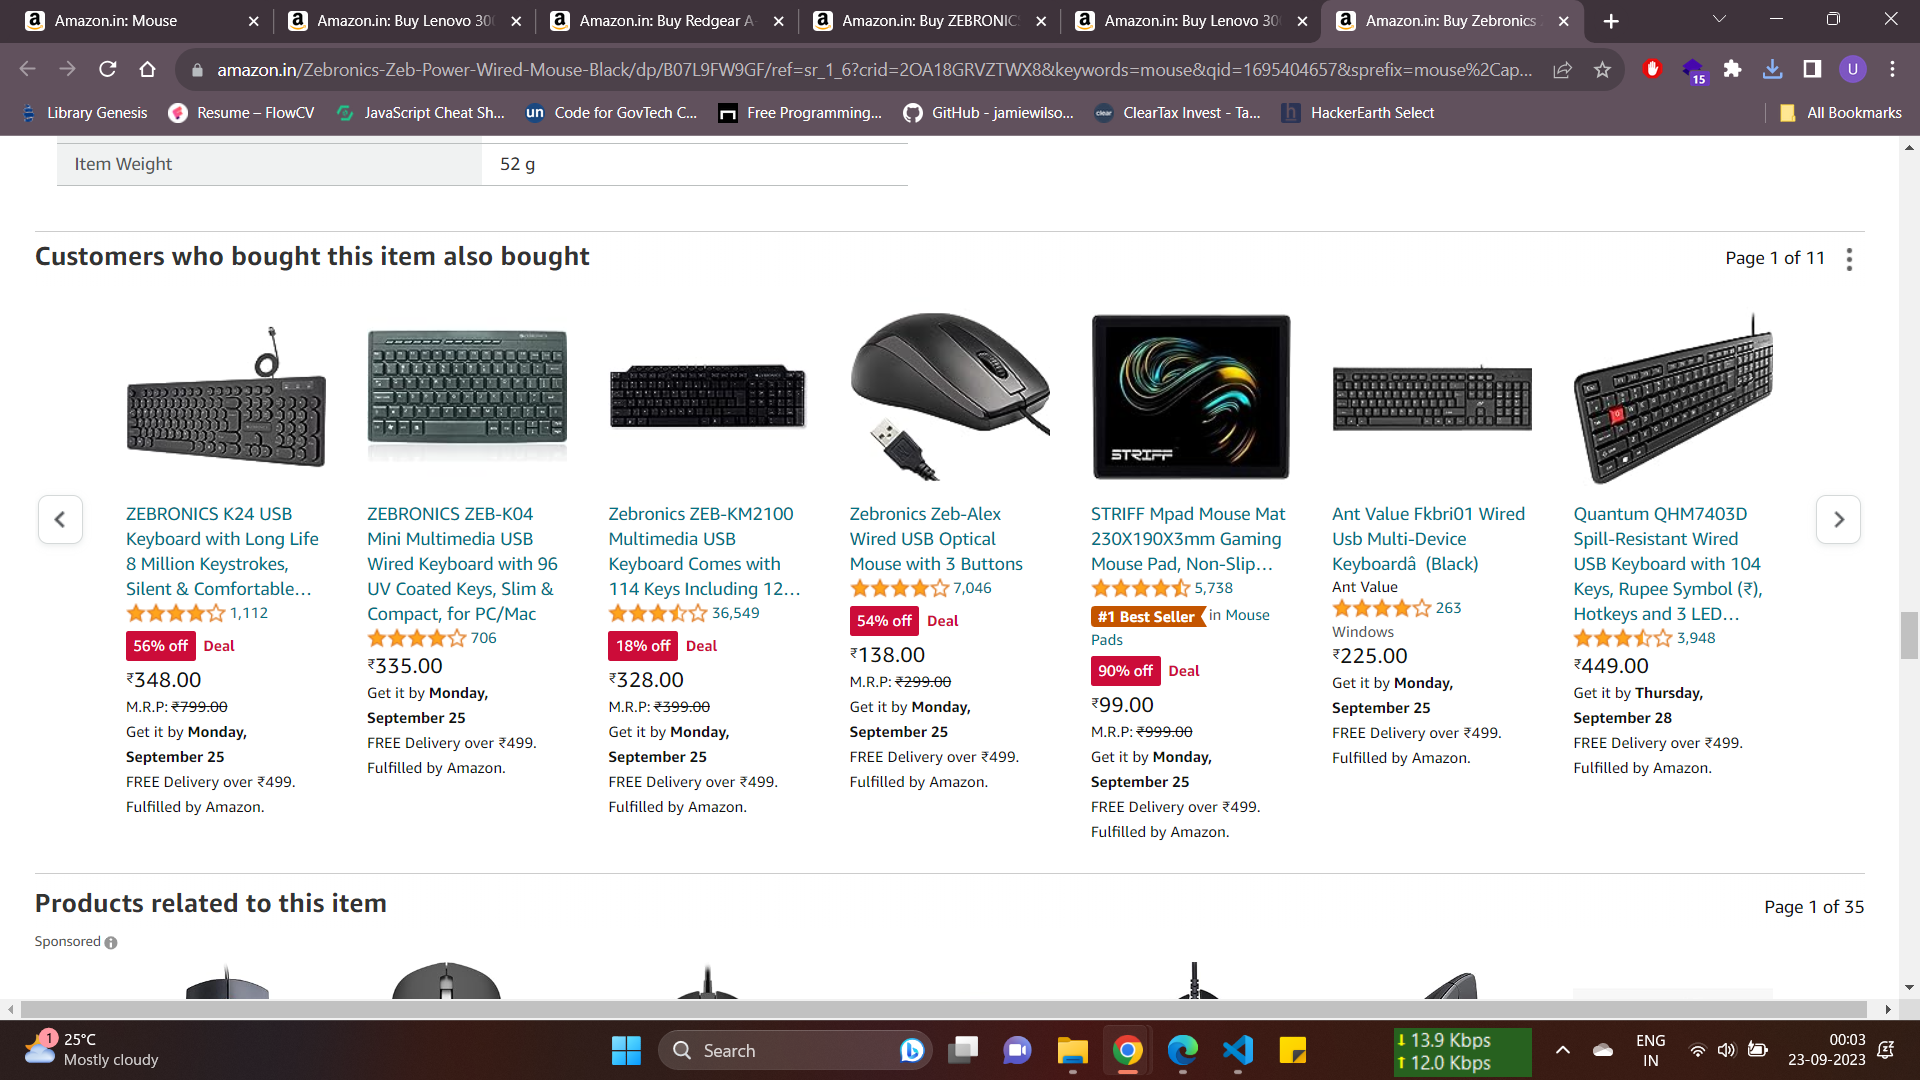 Amazon.in: Mouse
Amazon.in: Buy Lenovo 300
Amazon.in: Buy Redgear A-
Amazon.in: Buy ZEBRONIC
Amazon.in: Buy Lenovo 300
Amazon.in: Buy Zebronics
amazon.in/Zebronics-Zeb-Power-Wired-Mouse-Black/dp/B07L9FW9GF/ref=sr_1_6?crid=2OA18GRVZTWX8&keywords=mouse&qid=1695404657&sprefix=mouse%2Cap...
15
U
Library Genesis
Resume – FlowCV
JavaScript Cheat Sh...
un
Code for GovTech C...
Free Programming...
GitHub - jamiewilso...
clear
ClearTax Invest - Ta...
h
HackerEarth Select
All Bookmarks
Item Weight
52 g
Customers who bought this item also bought
Page 1 of 11
ZEBRONICS K24 USB
Keyboard with Long Life
8 Million Keystrokes,
Silent & Comfortable…
1,112
56% off
Deal
₹348.00
M.R.P: ₹799.00
Get it by Monday,
September 25
FREE Delivery over ₹499.
Fulfilled by Amazon.
ZEBRONICS ZEB-K04
Mini Multimedia USB
Wired Keyboard with 96
UV Coated Keys, Slim &
Compact, for PC/Mac
706
₹335.00
Get it by Monday,
September 25
FREE Delivery over ₹499.
Fulfilled by Amazon.
Zebronics ZEB-KM2100
Multimedia USB
Keyboard Comes with
114 Keys Including 12…
36,549
18% off
Deal
₹328.00
M.R.P: ₹399.00
Get it by Monday,
September 25
FREE Delivery over ₹499.
Fulfilled by Amazon.
Zebronics Zeb-Alex
Wired USB Optical
Mouse with 3 Buttons
7,046
54% off
Deal
₹138.00
M.R.P: ₹299.00
Get it by Monday,
September 25
FREE Delivery over ₹499.
Fulfilled by Amazon.
STRIFF
STRIFF Mpad Mouse Mat
230X190X3mm Gaming
Mouse Pad, Non-Slip…
5,738
#1 Best Seller in Mouse
Pads
90% off
Deal
₹99.00
M.R.P: ₹999.00
Get it by Monday,
September 25
FREE Delivery over ₹499.
Fulfilled by Amazon.
Ant Value Fkbri01 Wired
Usb Multi-Device
Keyboardâ (Black)
Ant Value
263
Windows
₹225.00
Get it by Monday,
September 25
FREE Delivery over ₹499.
Fulfilled by Amazon.
Quantum QHM7403D
Spill-Resistant Wired
USB Keyboard with 104
Keys, Rupee Symbol (₹),
Hotkeys and 3 LED…
3,948
₹449.00
Get it by Thursday,
September 28
FREE Delivery over ₹499.
Fulfilled by Amazon.
Products related to this item
Page 1 of 35
Sponsored
1
25°C
Mostly cloudy
Search
13.9 Kbps
12.0 Kbps
ENG
IN
00:03
23-09-2023